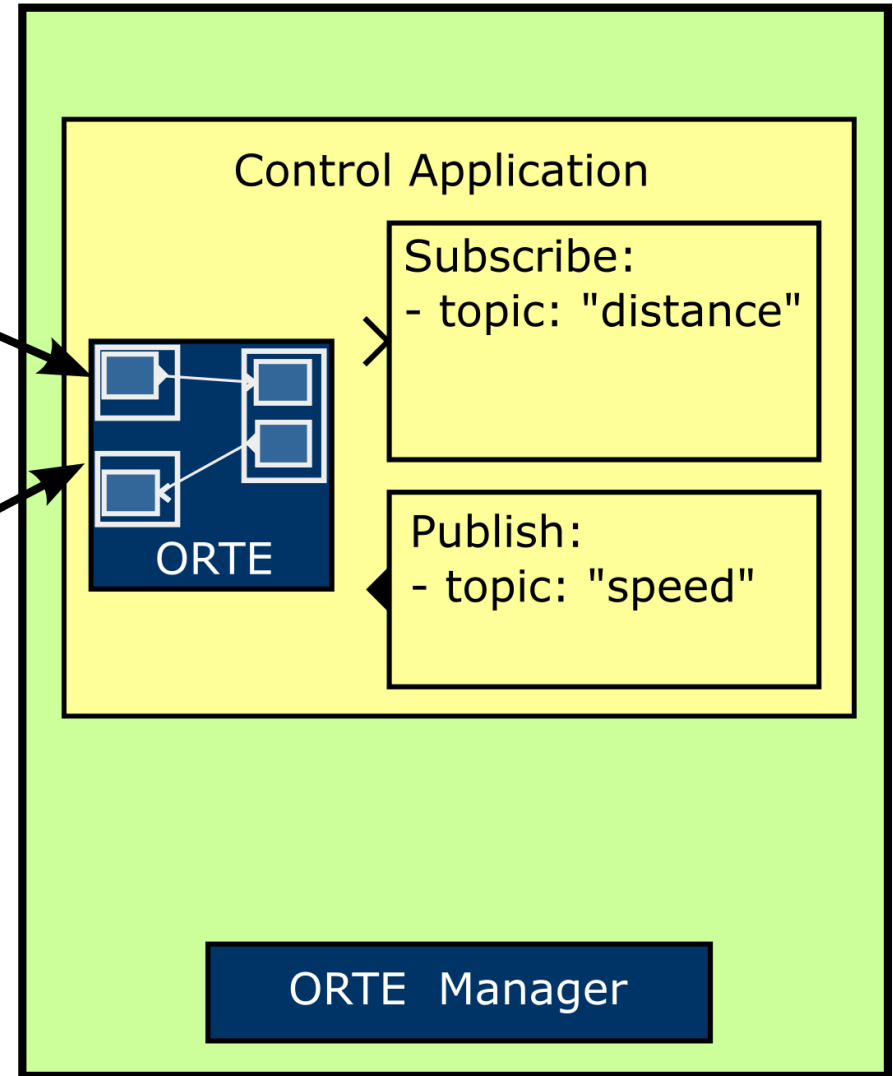 Control Application
Subscribe:
- topic: "distance"
Publish:
- topic: "speed"
ORTE
ORTE Manager